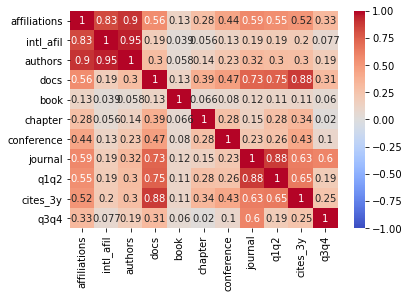 affiliations 1 0.83 0.9 0.56 0.13 0.28 0.44 0.59 0.55 0.52 0.33
intl_afil 0.83 1 0.95 0.19 0.039 0.056 0.13 0.19 0.19 0.2 0.077
authors 0.9 0.95 1 0.3 0.058 0.14 0.23 0.32 0.3 0.3 0.19
docs 0.56 0.19 0.3 1 0.13 0.39 0.47 0.73 0.75 0.88 0.31
book 0.13 0.039 0.058 0.13 1 0.066 0.08 0.12 0.11 0.11 0.06
chapter 0.28 0.056 0.14 0.39 0.066 1 0.28 0.15 0.28 0.34 0.02
conference 0.44 0.13 0.23 0.47 0.08 0.28 1 0.23 0.26 0.43 0.1
journal 0.59 0.19 0.32 0.73 0.12 0.15 0.23 1 0.88 0.63 0.6
q1q2 0.55 0.19 0.3 0.75 0.11 0.28 0.26 0.88 1 0.65 0.19
cites_3y 0.52 0.2 0.3 0.88 0.11 0.34 0.43 0.63 0.65 1 0.25
q3q4 0.33 0.077 0.19 0.31 0.06 0.02 0.1 0.6 0.19 0.25 1
affiliations intl_afil authors docs book chapter conference journal q1q2 cites_3y q3q4
1.00
0.75
0.50
0.25
0.00
−0.25
−0.50
−0.75
−1.00